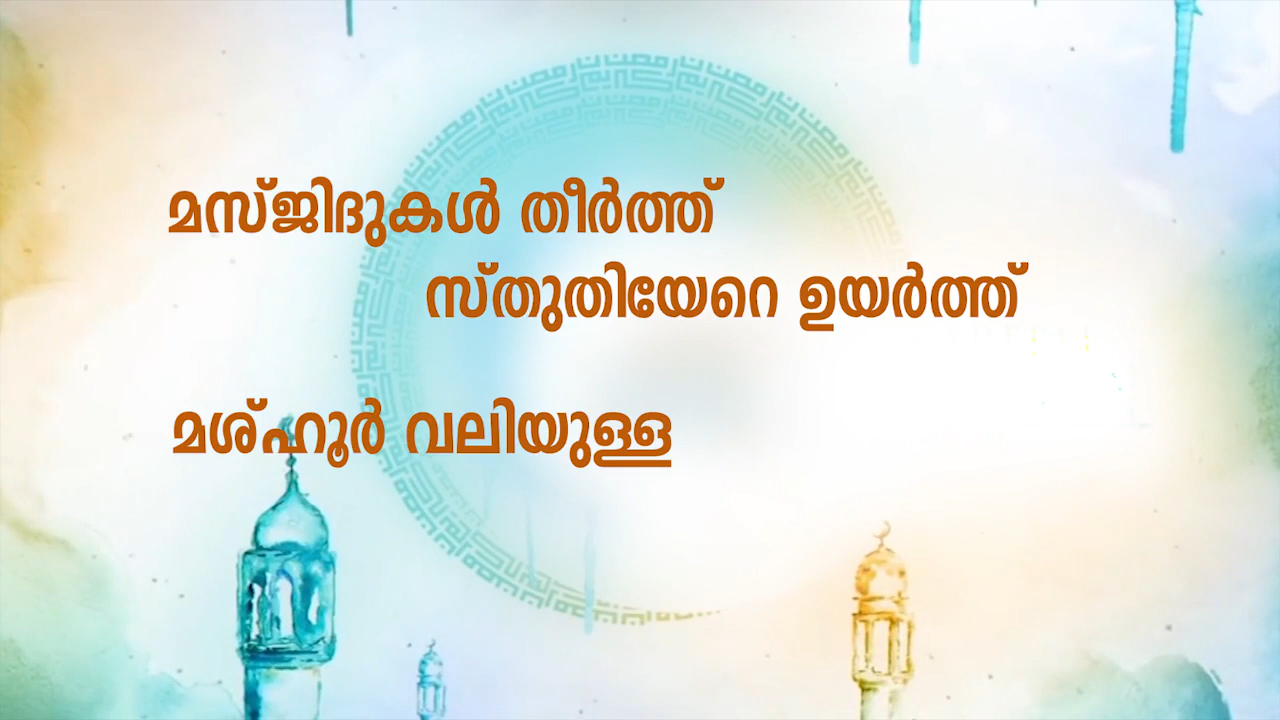 മസ്ജിദുകൾ തീർത്ത്
സ്തുതിയേറെ ഉയർത്ത്
മശ്ഹൂർ വലിയുള്ള